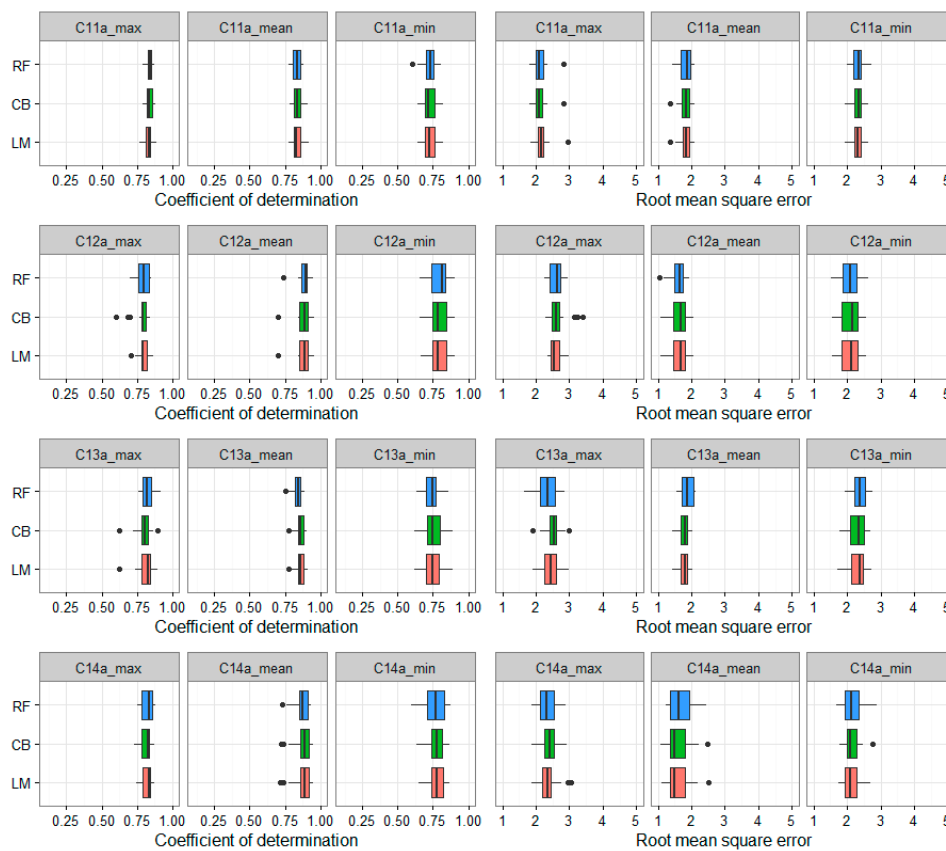 C11a_max C11a_mean C11a_min C11a_max C11a_mean C11a_min
RF
CB
LM
0.25 0.50 0.75 1.00 0.25 0.50 0.75 1.00 0.25 0.50 0.75 1.00 1 2 3 4 5 1 2 3 4 5 1 2 3 4 5
Coefficient of determination Root mean square error
C12a_max C12a_mean C12a_min C12a_max C12a_mean C12a_min
RF
CB
LM
0.25 0.50 0.75 1.00 0.25 0.50 0.75 1.00 0.25 0.50 0.75 1.00 1 2 3 4 5 1 2 3 4 5 1 2 3 4 5
Coefficient of determination Root mean square error
C13a_max C13a_mean C13a_min C13a_max C13a_mean C13a_min
RF
CB
LM
0.25 0.50 0.75 1.00 0.25 0.50 0.75 1.00 0.25 0.50 0.75 1.00 1 2 3 4 5 1 2 3 4 5 1 2 3 4 5
Coefficient of determination Root mean square error
C14a_max C14a_mean C14a_min C14a_max C14a_mean C14a_min
RF
CB
LM
0.25 0.50 0.75 1.00 0.25 0.50 0.75 1.00 0.25 0.50 0.75 1.00 1 2 3 4 5 1 2 3 4 5 1 2 3 4 5
Coefficient of determination Root mean square error